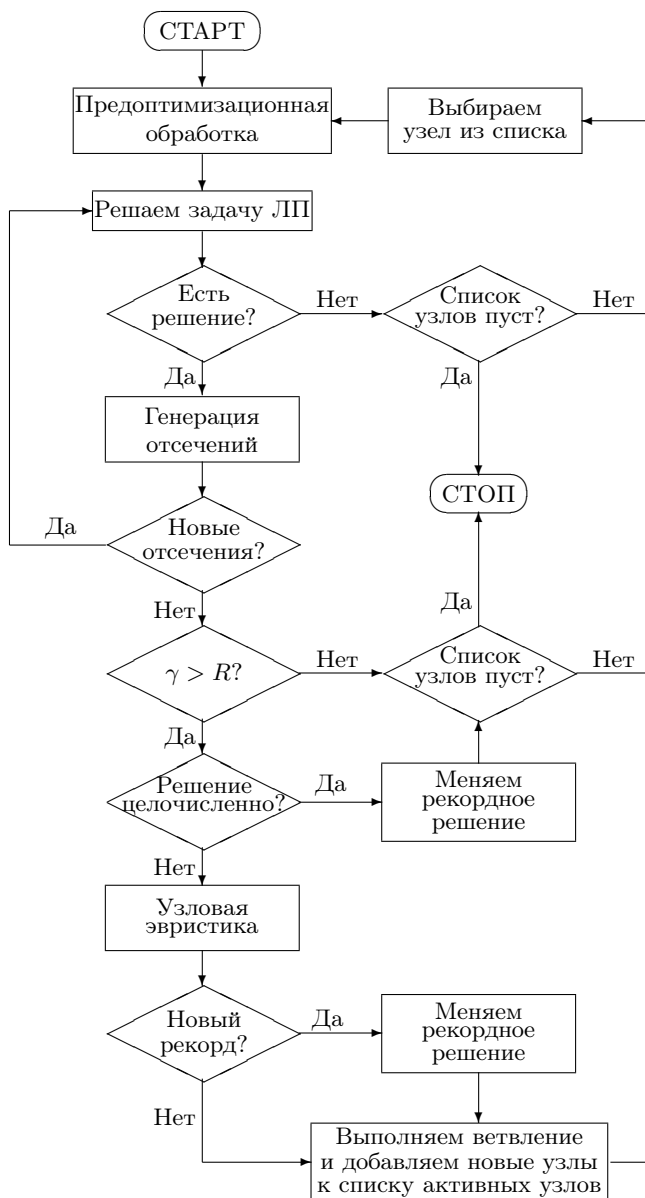 СТАРТ
Предоптимизационная
обработка
Выбираем
узел из списка
Решаем задачу ЛП
Есть
решение?
Нет
Список
узлов пуст?
Нет
Да
Да
Генерация
отсечений
СТОП
Да
Новые
отсечения?
Нет
Да
γ > R?
Нет
Список
узлов пуст?
Нет
Да
Решение
целочисленно?
Да
Меняем
рекордное
решение
Нет
Узловая
эвристика
Новый
рекорд?
Да
Меняем
рекордное
решение
Нет
Выполняем ветвление
и добавляем новые узлы
к списку активных узлов